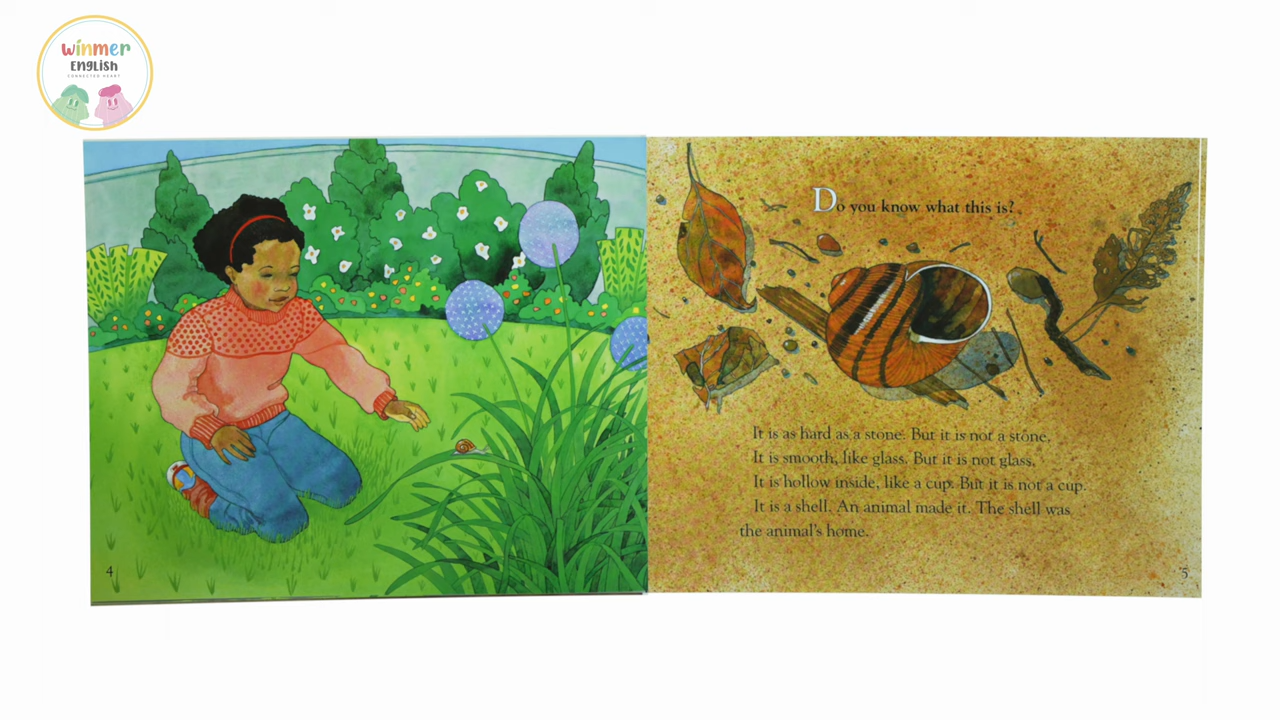 winmer
English
CONNECTED HEART
Do you know what this is?
It is as hard as a stone. But it is not a stone.
It is smooth, like glass. But it is not glass.
It is hollow inside, like a cup. But it is not a cup.
It is a shell. An animal made it. The shell was
the animal's home.
4
5